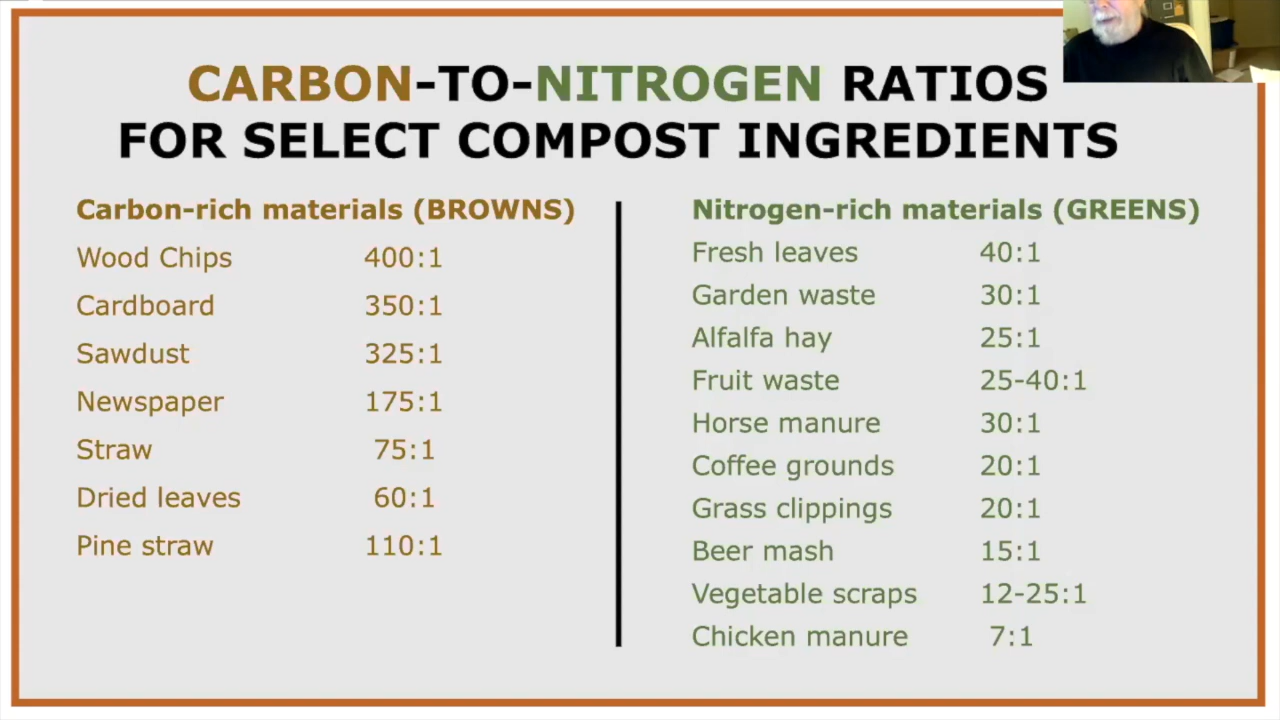 CARBON-TO-NITROGEN RATIOS
FOR SELECT COMPOST INGREDIENTS
Carbon-rich materials (BROWNS)
Wood Chips 400:1
Cardboard 350:1
Sawdust 325:1
Newspaper 175:1
Straw 75:1
Dried leaves 60:1
Pine straw 110:1
Nitrogen-rich materials (GREENS)
Fresh leaves 40:1
Garden waste 30:1
Alfalfa hay 25:1
Fruit waste 25-40:1
Horse manure 30:1
Coffee grounds 20:1
Grass clippings 20:1
Beer mash 15:1
Vegetable scraps 12-25:1
Chicken manure 7:1